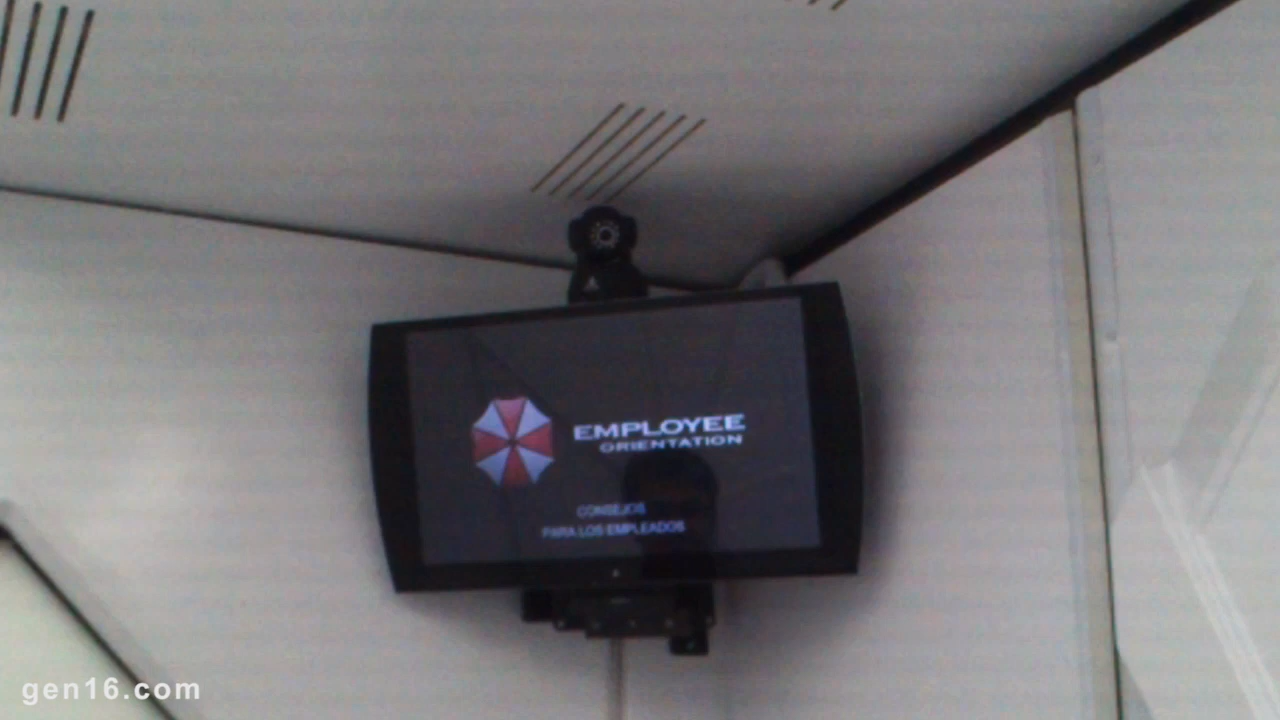 EMPLOYEE
ORIENTATION
CONSEJOS
PARA LOS EMPLEADOS
gen16.com